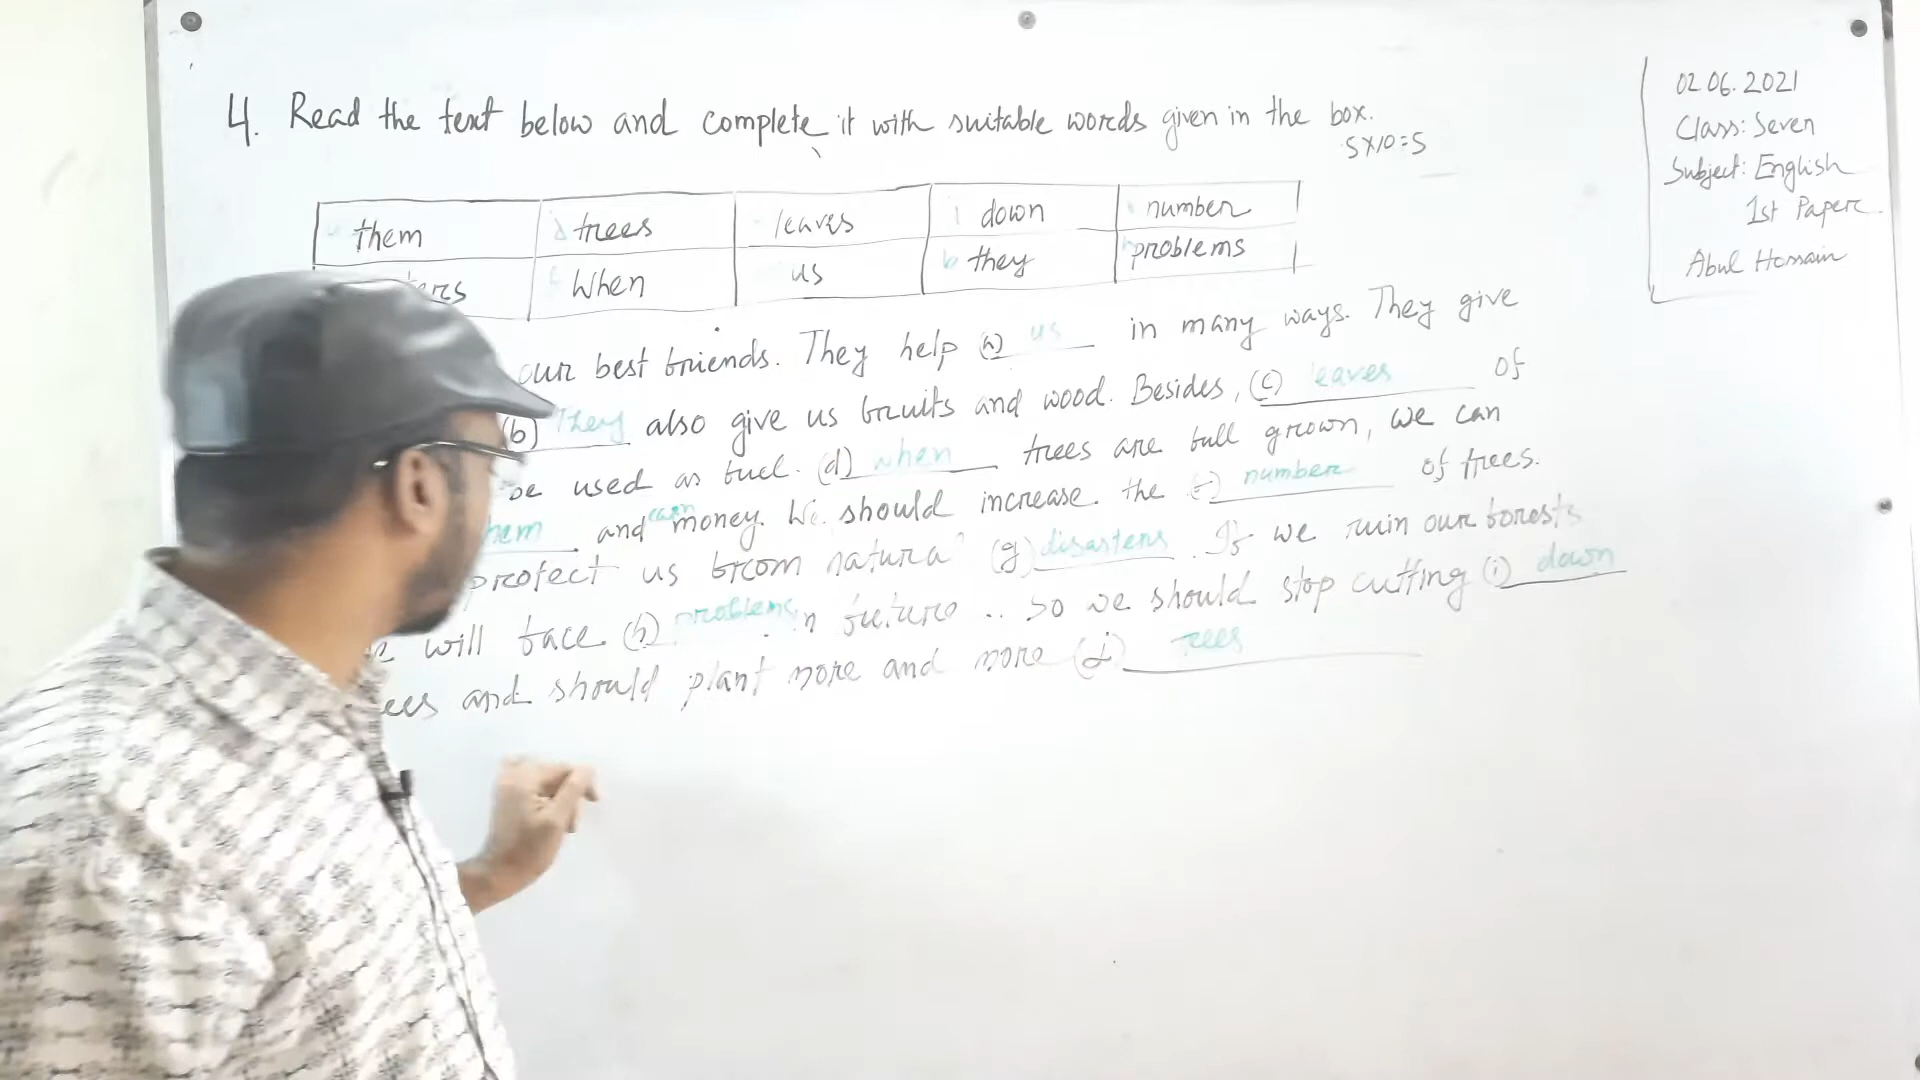 4. Read the text below and complete it with suitable words given in the box.
5x10=5
them trees leaves down number
When us they problems
our best friends. They help (a) us in many ways. They give
(b) They also give us fruits and wood. Besides, (c) leaves of
be used as fuel. (d) when trees are full grown, we can
and earn money. We should increase the number of trees.
protect us from natural (g) disasters. If we ruin our forests
will face (h) problems in future. So we should stop cutting (i) down
and should plant more and more (j) trees
02.06.2021
Class: Seven
Subject: English
1st Paper
Abul Hossain